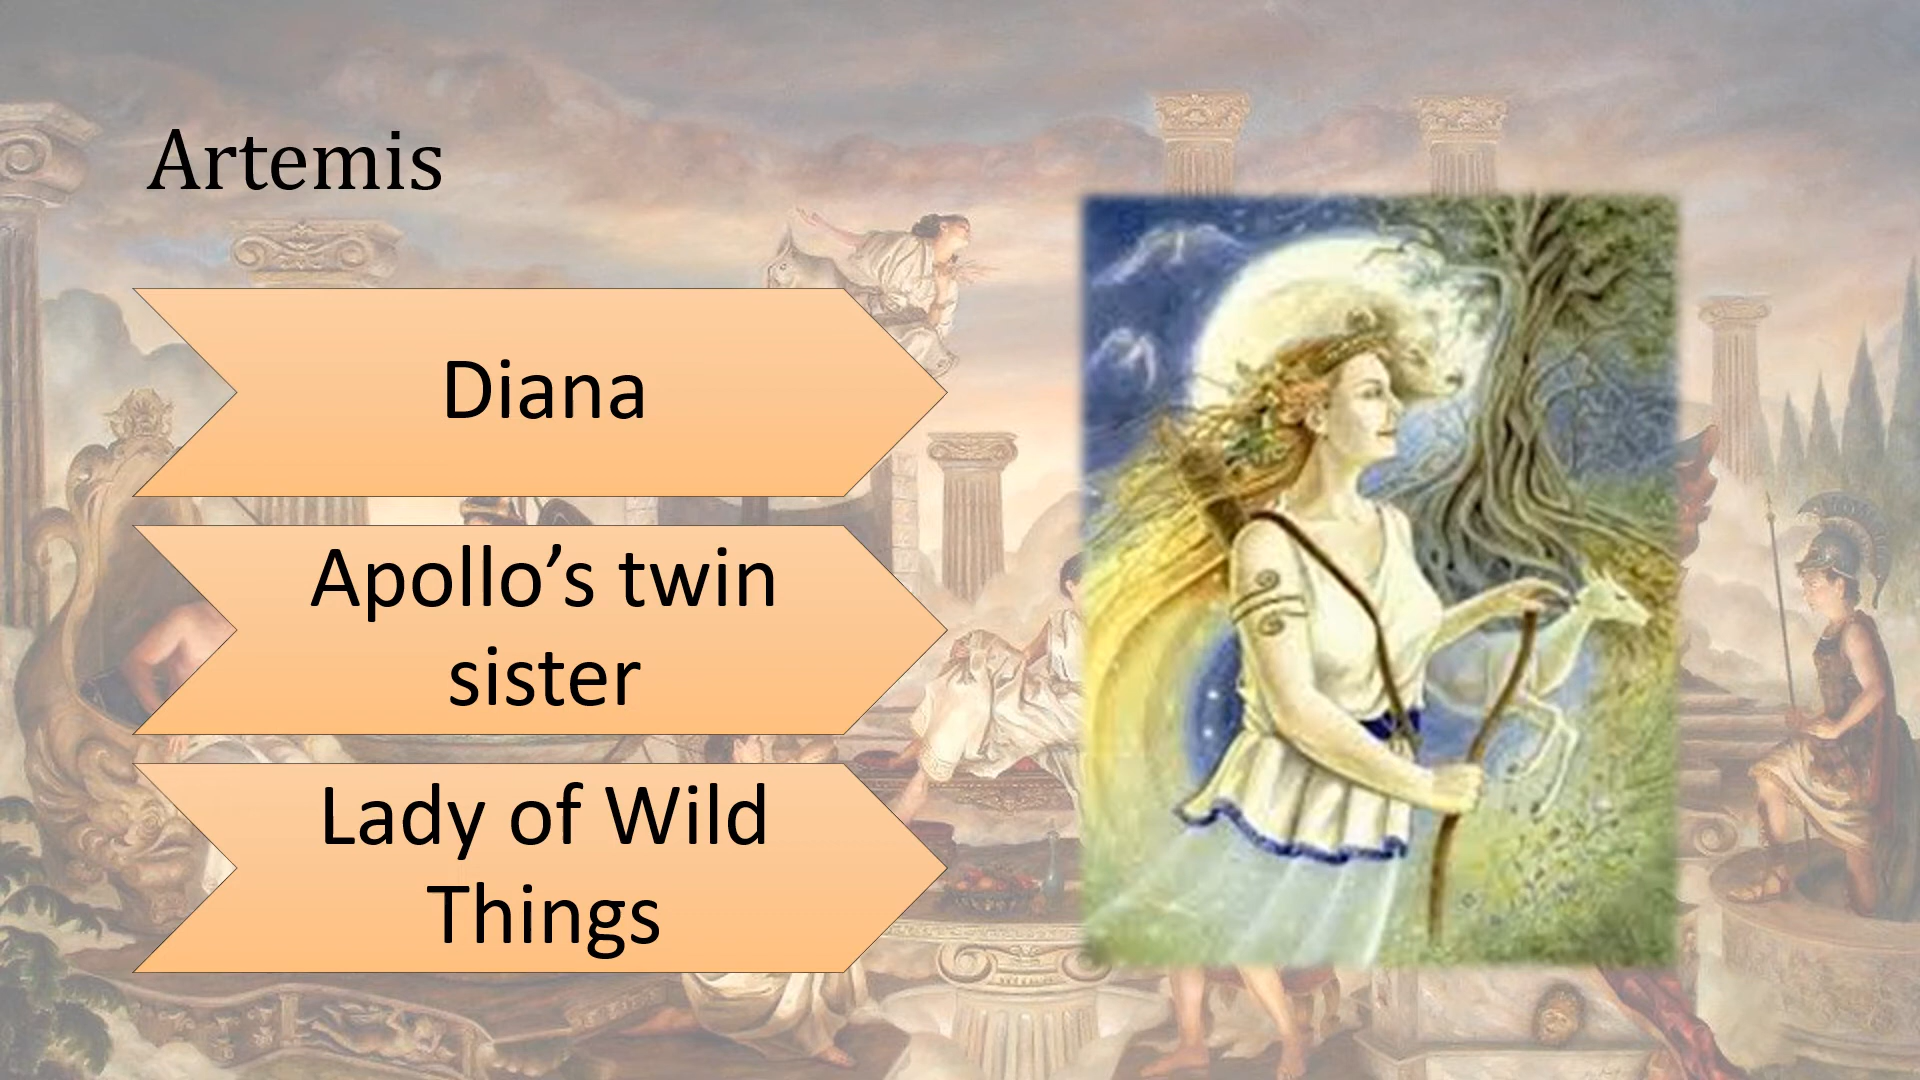 Artemis
Diana
Apollo’s twin
sister
Lady of Wild
Things